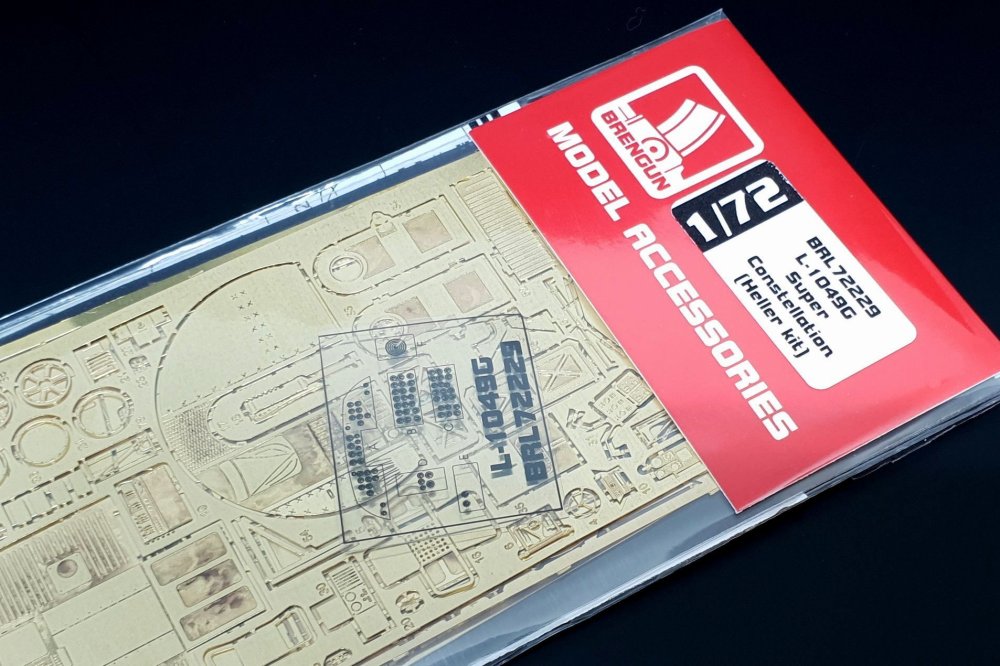 BRENGUN
MODEL ACCESSORIES
1/72
BRL72229
L-1049G
Super
Constellation
(Heller kit)
L-1049G
BRL72229